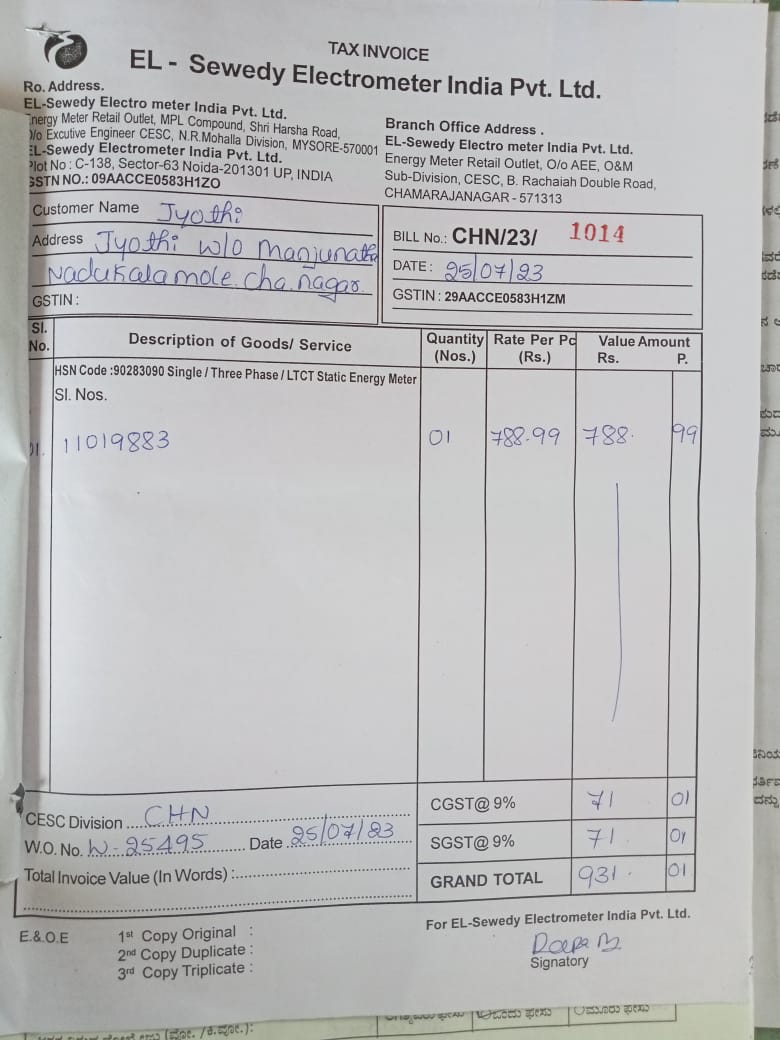 TAX INVOICE
EL - Sewedy Electrometer India Pvt. Ltd.
Ro. Address.
EL-Sewedy Electro meter India Pvt. Ltd.
Energy Meter Retail Outlet, MPL Compound, Shri Harsha Road,
O/o Excutive Engineer CESC, N.R.Mohalla Division, MYSORE-570001
EL-Sewedy Electrometer India Pvt. Ltd.
Plot No : C-138, Sector-63 Noida-201301 UP, INDIA
GSTN NO.: 09AACCE0583H1ZO
Branch Office Address .
EL-Sewedy Electro meter India Pvt. Ltd.
Energy Meter Retail Outlet, O/o AEE, O&M
Sub-Division, CESC, B. Rachaiah Double Road,
CHAMARAJANAGAR - 571313
Customer Name Jyothi
Address Jyothi w/o Manjunatha
Nadukalamole. cha. nagar
GSTIN :
BILL No.: CHN/23/ 1014
DATE : 25/07/23
GSTIN : 29AACCE0583H1ZM
Sl. No. Description of Goods/ Service Quantity (Nos.) Rate Per Pc (Rs.) Value Amount Rs. P.
HSN Code :90283090 Single / Three Phase / LTCT Static Energy Meter
Sl. Nos.
01. 11019883 01 788.99 788. 99
CGST@ 9% 71 01
SGST@ 9% 71. 01
GRAND TOTAL 931. 01
CESC Division CHN
W.O. No. W-25495 Date 25/07/23
Total Invoice Value (In Words) :
E.&.O.E
1st Copy Original :
2nd Copy Duplicate :
3rd Copy Triplicate :
For EL-Sewedy Electrometer India Pvt. Ltd.
Deepa B
Signatory